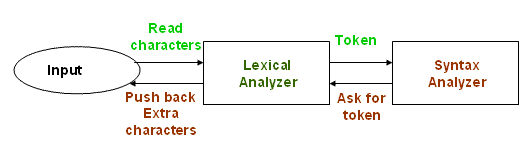 Read
characters
Token
Input
Lexical
Analyzer
Syntax
Analyzer
Push back
Extra
characters
Ask for
token